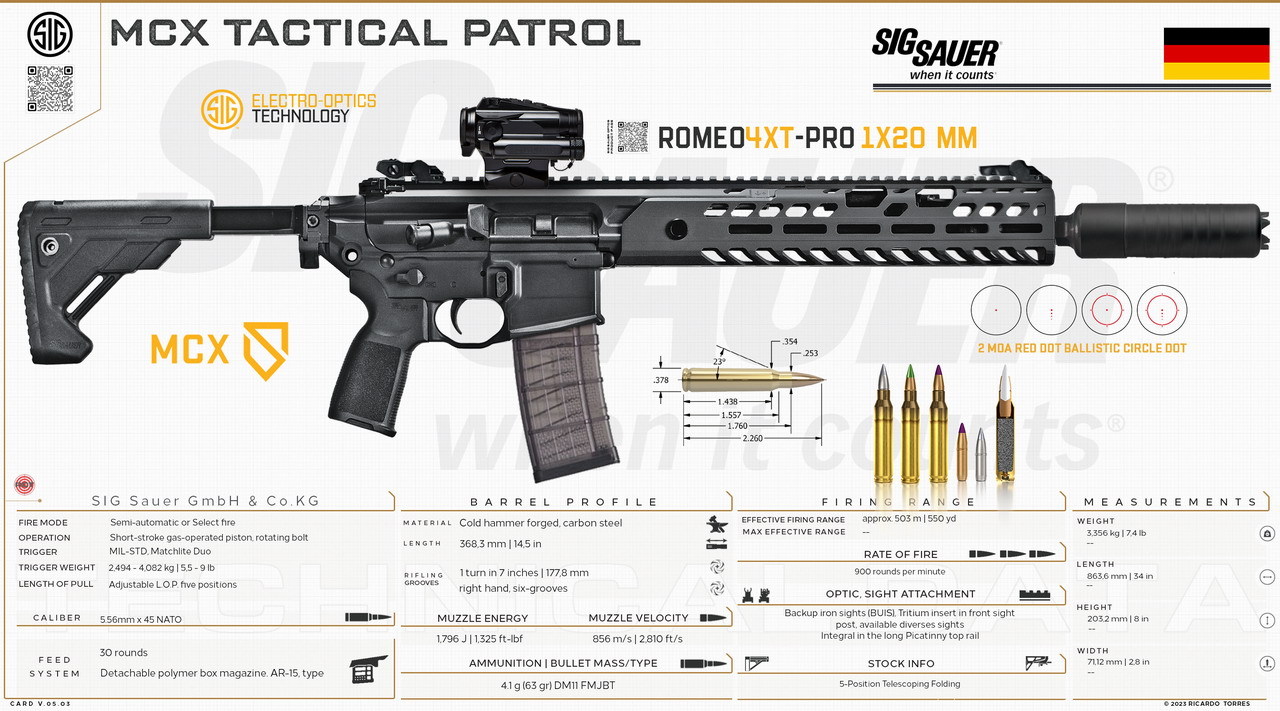 SIG
MCX TACTICAL PATROL
SIG SAUER
when it counts
SIG
ELECTRO-OPTICS
TECHNOLOGY
ROMEO4XT-PRO 1X20 MM
SIG SAUER®
when it counts®
MCX
2 MOA RED DOT BALLISTIC CIRCLE DOT
.354
.253
23°
.378
1.438
1.557
1.760
2.260
SIG Sauer GmbH & Co.KG
FIRE MODE Semi-automatic or Select fire
OPERATION Short-stroke gas-operated piston, rotating bolt
TRIGGER MIL-STD, Matchlite Duo
TRIGGER WEIGHT 2,494 - 4,082 kg | 5,5 - 9 lb
LENGTH OF PULL Adjustable L.O.P. five positions
CALIBER 5.56mm x 45 NATO
FEED SYSTEM
30 rounds
Detachable polymer box magazine. AR-15, type
BARREL PROFILE
MATERIAL Cold hammer forged, carbon steel
LENGTH 368,3 mm | 14,5 in
RIFLING GROOVES
1 turn in 7 inches | 177,8 mm
right hand, six-grooves
MUZZLE ENERGY MUZZLE VELOCITY
1,796 J | 1,325 ft-lbf 856 m/s | 2,810 ft/s
AMMUNITION | BULLET MASS/TYPE
4.1 g (63 gr) DM11 FMJBT
FIRING RANGE
EFFECTIVE FIRING RANGE approx. 503 m | 550 yd
MAX EFFECTIVE RANGE --
RATE OF FIRE
900 rounds per minute
OPTIC, SIGHT ATTACHMENT
Backup iron sights (BUIS), Tritium insert in front sight
post, available diverses sights
Integral in the long Picatinny top rail
STOCK INFO
5-Position Telescoping Folding
MEASUREMENTS
WEIGHT
3,356 kg | 7.4 lb
--
LENGTH
863,6 mm | 34 in
--
HEIGHT
203.2 mm | 8 in
--
WIDTH
71,12 mm | 2.8 in
--
TECHNICAL DATA
CARD V.05.03
© 2023 RICARDO TORRES